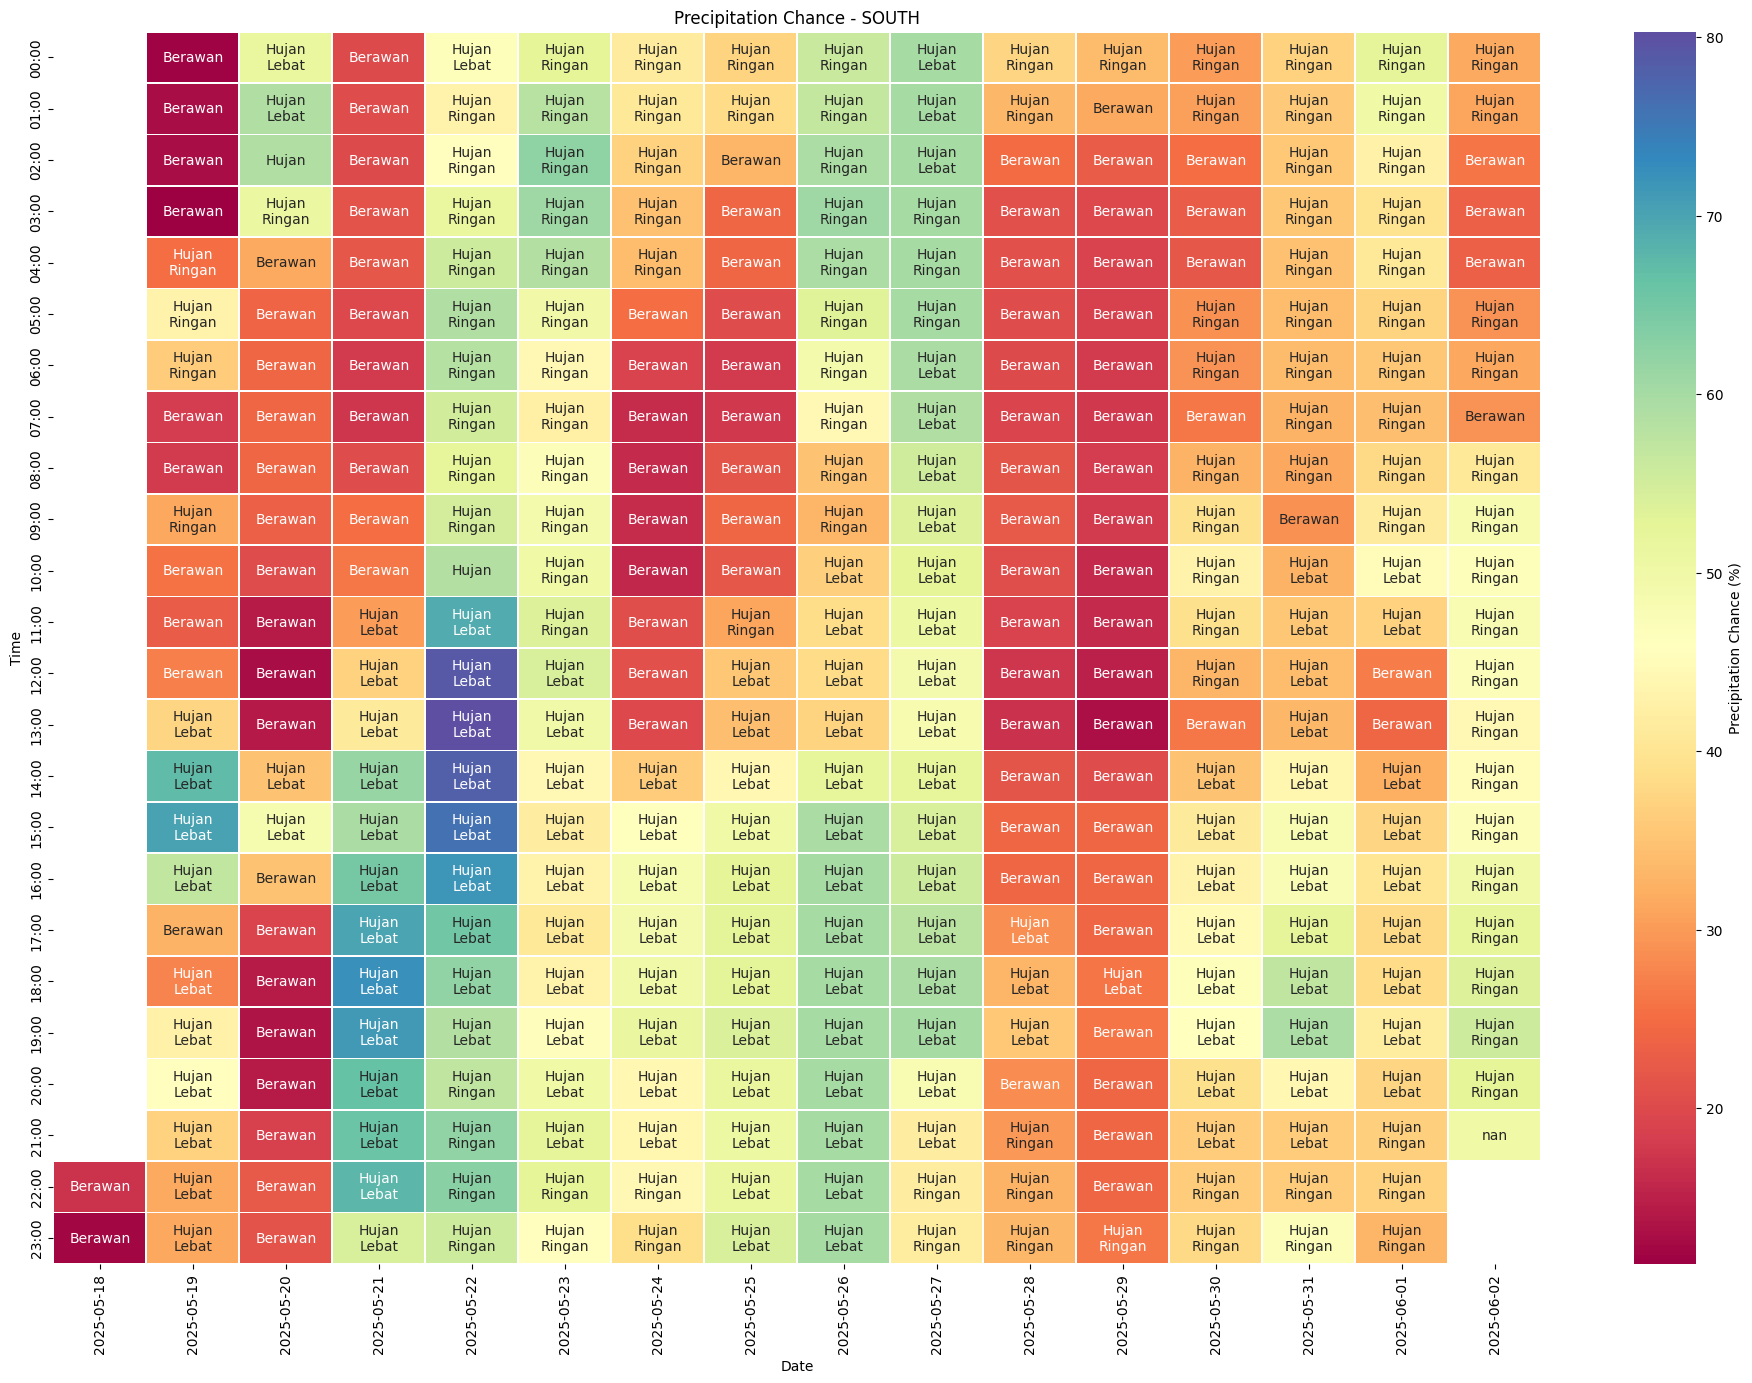 Precipitation Chance - SOUTH
00:00 Berawan Hujan Lebat Berawan Hujan Lebat Hujan Ringan Hujan Ringan Hujan Ringan Hujan Ringan Hujan Lebat Hujan Ringan Hujan Ringan Hujan Ringan Hujan Ringan Hujan Ringan Hujan Ringan
01:00 Berawan Hujan Lebat Berawan Hujan Ringan Hujan Ringan Hujan Ringan Hujan Ringan Hujan Ringan Hujan Lebat Hujan Ringan Berawan Hujan Ringan Hujan Ringan Hujan Ringan Hujan Ringan
02:00 Berawan Hujan Berawan Hujan Ringan Hujan Ringan Hujan Ringan Berawan Hujan Ringan Hujan Lebat Berawan Berawan Berawan Hujan Ringan Hujan Ringan Berawan
03:00 Berawan Hujan Ringan Berawan Hujan Ringan Hujan Ringan Hujan Ringan Berawan Hujan Ringan Hujan Ringan Berawan Berawan Berawan Hujan Ringan Hujan Ringan Berawan
04:00 Hujan Ringan Berawan Berawan Hujan Ringan Hujan Ringan Hujan Ringan Berawan Hujan Ringan Hujan Ringan Berawan Berawan Berawan Hujan Ringan Hujan Ringan Berawan
05:00 Hujan Ringan Berawan Berawan Hujan Ringan Hujan Ringan Berawan Berawan Hujan Ringan Hujan Ringan Berawan Berawan Hujan Ringan Hujan Ringan Hujan Ringan Hujan Ringan
06:00 Hujan Ringan Berawan Berawan Hujan Ringan Hujan Ringan Berawan Berawan Hujan Ringan Hujan Lebat Berawan Berawan Hujan Ringan Hujan Ringan Hujan Ringan Hujan Ringan
07:00 Berawan Berawan Berawan Hujan Ringan Hujan Ringan Berawan Berawan Hujan Ringan Hujan Lebat Berawan Berawan Berawan Hujan Ringan Hujan Ringan Berawan
08:00 Berawan Berawan Berawan Hujan Ringan Hujan Ringan Berawan Berawan Hujan Ringan Hujan Lebat Berawan Berawan Hujan Ringan Hujan Ringan Hujan Ringan Hujan Ringan
09:00 Hujan Ringan Berawan Berawan Hujan Ringan Hujan Ringan Berawan Berawan Hujan Ringan Hujan Lebat Berawan Berawan Hujan Ringan Berawan Hujan Ringan Hujan Ringan
10:00 Berawan Berawan Berawan Hujan Hujan Ringan Berawan Berawan Hujan Lebat Hujan Lebat Berawan Berawan Hujan Ringan Hujan Lebat Hujan Lebat Hujan Ringan
11:00 Berawan Berawan Hujan Lebat Hujan Lebat Hujan Ringan Berawan Hujan Ringan Hujan Lebat Hujan Lebat Berawan Berawan Hujan Ringan Hujan Lebat Hujan Lebat Hujan Ringan
12:00 Berawan Berawan Hujan Lebat Hujan Lebat Hujan Lebat Berawan Hujan Lebat Hujan Lebat Hujan Lebat Berawan Berawan Hujan Ringan Hujan Lebat Berawan Hujan Ringan
13:00 Hujan Lebat Berawan Hujan Lebat Hujan Lebat Hujan Lebat Berawan Hujan Lebat Hujan Lebat Hujan Lebat Berawan Berawan Berawan Hujan Lebat Berawan Hujan Ringan
14:00 Hujan Lebat Hujan Lebat Hujan Lebat Hujan Lebat Hujan Lebat Hujan Lebat Hujan Lebat Hujan Lebat Hujan Lebat Berawan Berawan Hujan Lebat Hujan Lebat Hujan Lebat Hujan Ringan
15:00 Hujan Lebat Hujan Lebat Hujan Lebat Hujan Lebat Hujan Lebat Hujan Lebat Hujan Lebat Hujan Lebat Hujan Lebat Berawan Berawan Hujan Lebat Hujan Lebat Hujan Lebat Hujan Ringan
16:00 Hujan Lebat Berawan Hujan Lebat Hujan Lebat Hujan Lebat Hujan Lebat Hujan Lebat Hujan Lebat Hujan Lebat Berawan Berawan Hujan Lebat Hujan Lebat Hujan Lebat Hujan Ringan
17:00 Berawan Berawan Hujan Lebat Hujan Lebat Hujan Lebat Hujan Lebat Hujan Lebat Hujan Lebat Hujan Lebat Hujan Lebat Berawan Hujan Lebat Hujan Lebat Hujan Lebat Hujan Ringan
18:00 Hujan Lebat Berawan Hujan Lebat Hujan Lebat Hujan Lebat Hujan Lebat Hujan Lebat Hujan Lebat Hujan Lebat Hujan Lebat Hujan Lebat Hujan Lebat Hujan Lebat Hujan Lebat Hujan Ringan
19:00 Hujan Lebat Berawan Hujan Lebat Hujan Lebat Hujan Lebat Hujan Lebat Hujan Lebat Hujan Lebat Hujan Lebat Hujan Lebat Berawan Hujan Lebat Hujan Lebat Hujan Lebat Hujan Ringan
20:00 Hujan Lebat Berawan Hujan Lebat Hujan Ringan Hujan Lebat Hujan Lebat Hujan Lebat Hujan Lebat Hujan Lebat Berawan Berawan Hujan Lebat Hujan Lebat Hujan Lebat Hujan Ringan
21:00 Hujan Lebat Berawan Hujan Lebat Hujan Ringan Hujan Lebat Hujan Lebat Hujan Lebat Hujan Lebat Hujan Lebat Hujan Ringan Berawan Hujan Lebat Hujan Lebat Hujan Ringan nan
22:00 Berawan Hujan Lebat Berawan Hujan Lebat Hujan Ringan Hujan Ringan Hujan Ringan Hujan Lebat Hujan Lebat Hujan Ringan Hujan Ringan Berawan Hujan Ringan Hujan Ringan Hujan Ringan
23:00 Berawan Hujan Lebat Berawan Hujan Lebat Hujan Ringan Hujan Ringan Hujan Ringan Hujan Lebat Hujan Lebat Hujan Ringan Hujan Ringan Hujan Ringan Hujan Ringan Hujan Ringan Hujan Ringan
Time
2025-05-18 2025-05-19 2025-05-20 2025-05-21 2025-05-22 2025-05-23 2025-05-24 2025-05-25 2025-05-26 2025-05-27 2025-05-28 2025-05-29 2025-05-30 2025-05-31 2025-06-01 2025-06-02
Date
80
70
60
50
40
30
20
Precipitation Chance (%)